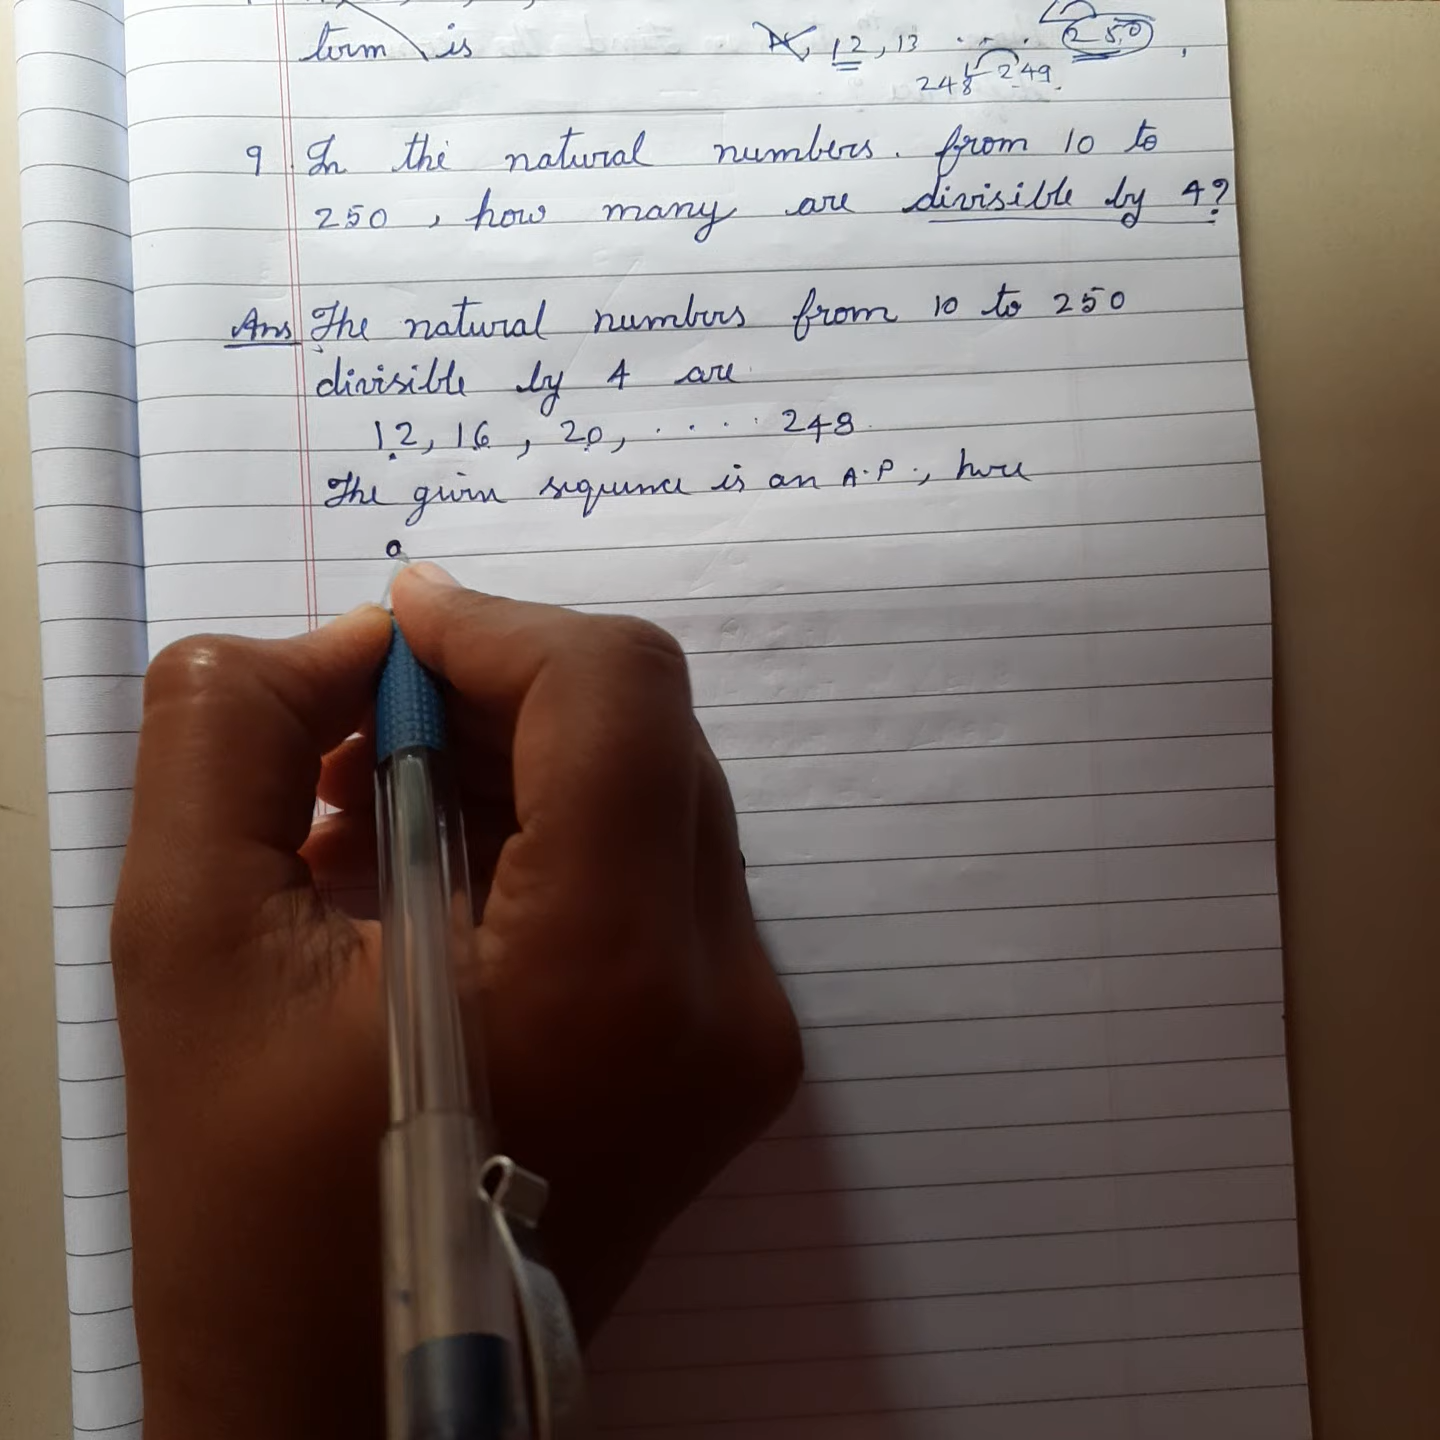 term is 12, 13 . . . 250,
248 249.
9. In the natural numbers. from 10 to
250, how many are divisible by 4?
Ans The natural numbers from 10 to 250
divisible by 4 are
12, 16, 20, . . . . 248
The given sequence is an A.P., here
a